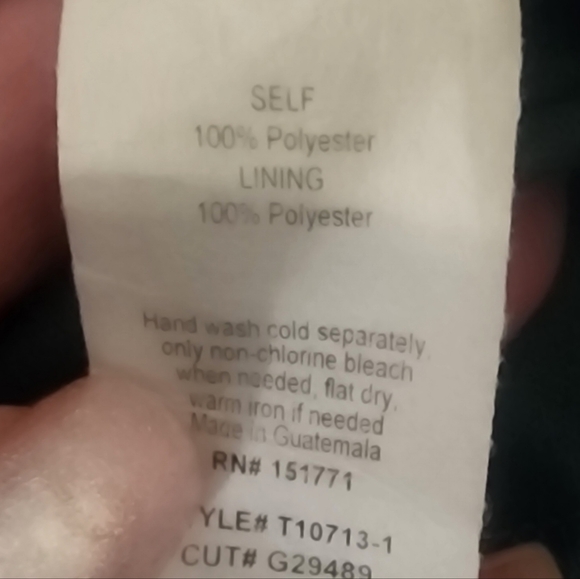 SELF
100% Polyester
LINING
100% Polyester
Hand wash cold separately,
only non-chlorine bleach
when needed, flat dry,
warm iron if needed
Made in Guatemala
RN# 151771
YLE# T10713-1
CUT# G29489